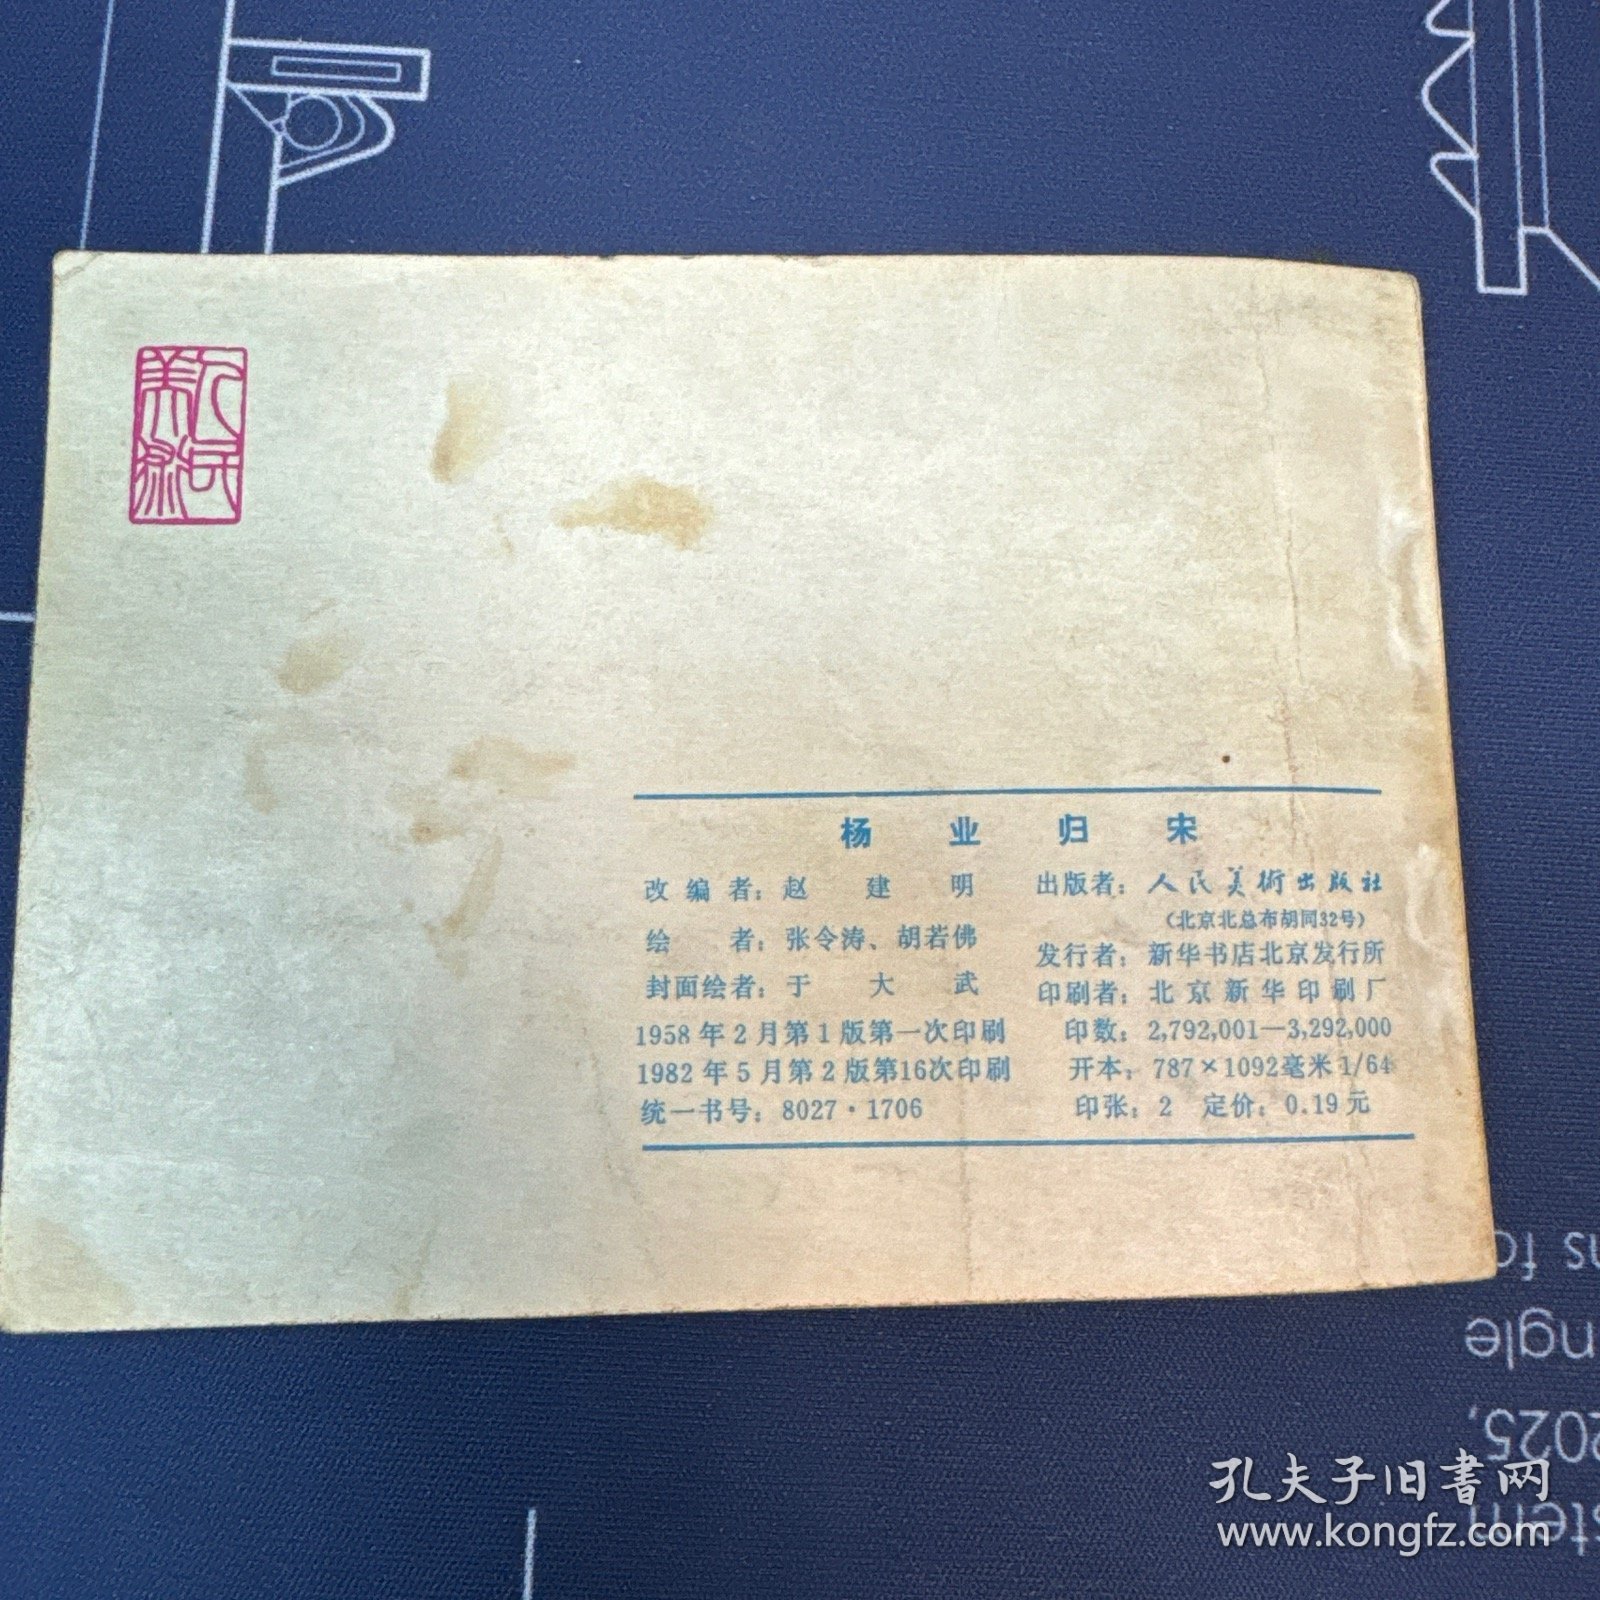 人民
美術
杨业归宋
改编者：赵建明
绘者：张令涛、胡若佛
封面绘者：于大武
1958年2月第1版第一次印刷
1982年5月第2版第16次印刷
统一书号：8027·1706
出版者：人民美術出版社
（北京北总布胡同32号）
发行者：新华书店北京发行所
印刷者：北京新华印刷厂
印数：2,792,001—3,292,000
开本：787×1092毫米1/64
印张：2 定价：0.19元
2025,
孔夫子旧書网
www.kongfz.com